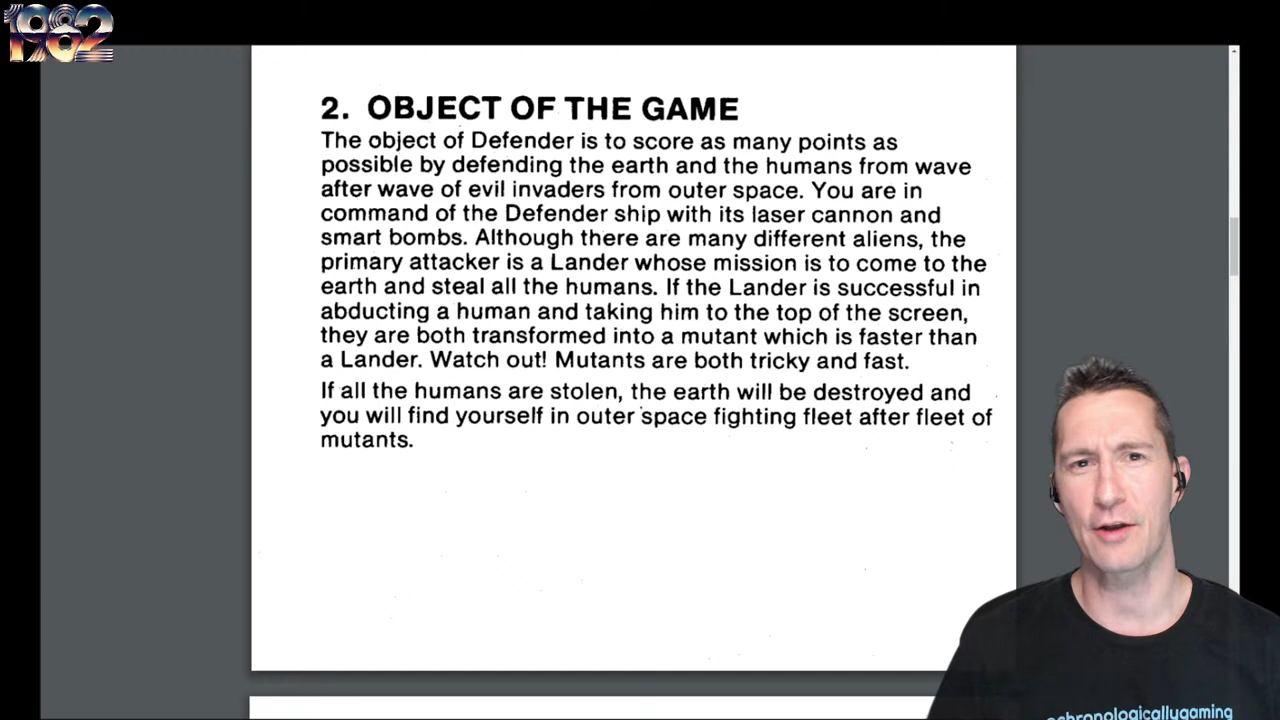 1982
2. OBJECT OF THE GAME
The object of Defender is to score as many points as
possible by defending the earth and the humans from wave
after wave of evil invaders from outer space. You are in
command of the Defender ship with its laser cannon and
smart bombs. Although there are many different aliens, the
primary attacker is a Lander whose mission is to come to the
earth and steal all the humans. If the Lander is successful in
abducting a human and taking him to the top of the screen,
they are both transformed into a mutant which is faster than
a Lander. Watch out! Mutants are both tricky and fast.
If all the humans are stolen, the earth will be destroyed and
you will find yourself in outer space fighting fleet after fleet of
mutants.
chronologicallygaming